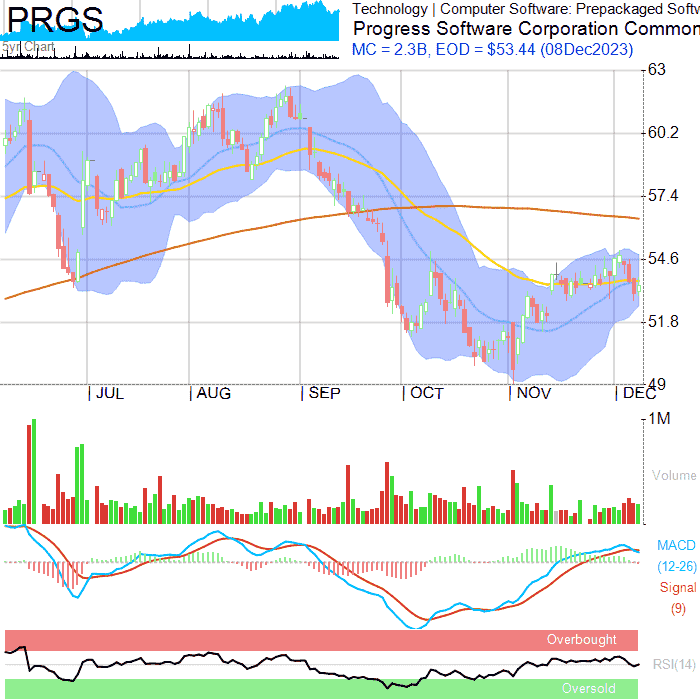 PRGS
5yr Chart
Technology | Computer Software: Prepackaged Softw
Progress Software Corporation Common
MC = 2.3B, EOD = $53.44 (08Dec2023)
63
60.2
57.4
54.6
51.8
49
| JUL | AUG | SEP | OCT | NOV | DEC
1M
Volume
MACD
(12-26)
Signal
(9)
Overbought
RSI(14)
Oversold